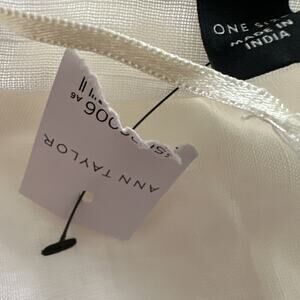 ONE SIZE
MADE IN
INDIA
ANN TAYLOR